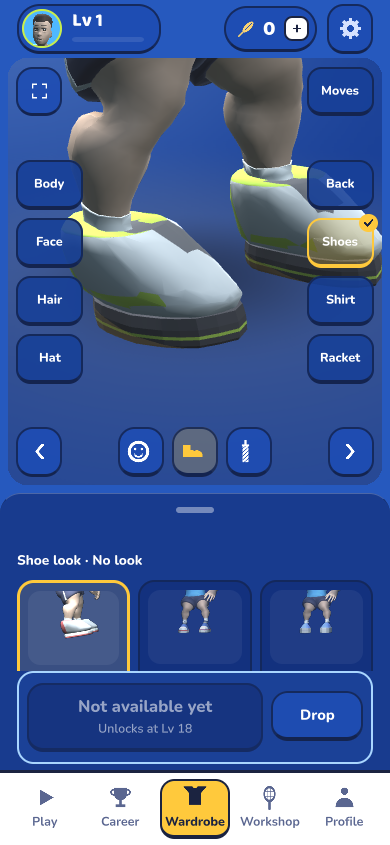 Lv 1
0
+
Moves
Body
Back
Face
Shoes
Hair
Shirt
Hat
Racket
Shoe look · No look
Not available yet
Unlocks at Lv 18
Drop
Play
Career
Wardrobe
Workshop
Profile